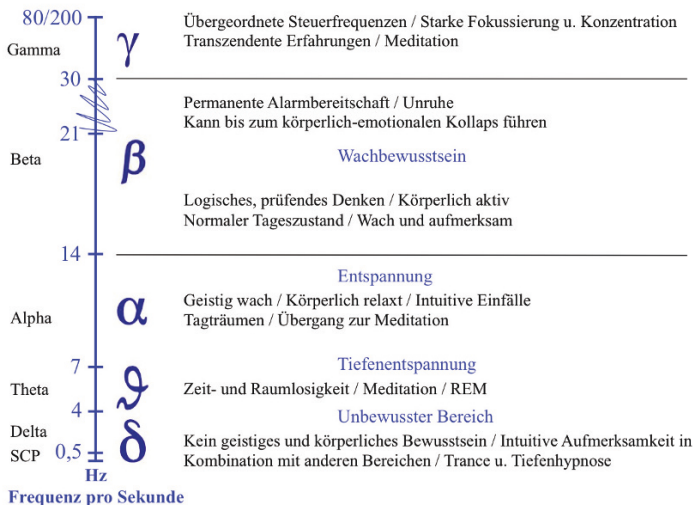 80/200
Gamma
γ
Übergeordnete Steuerfrequenzen / Starke Fokussierung u. Konzentration
Transzendente Erfahrungen / Meditation
30
Permanente Alarmbereitschaft / Unruhe
Kann bis zum körperlich-emotionalen Kollaps führen
21
Beta
β
Wachbewusstsein
Logisches, prüfendes Denken / Körperlich aktiv
Normaler Tageszustand / Wach und aufmerksam
14
Entspannung
Alpha
α
Geistig wach / Körperlich relaxt / Intuitive Einfälle
Tagträumen / Übergang zur Meditation
7
Tiefenentspannung
Theta
ϑ
Zeit- und Raumlosigkeit / Meditation / REM
4
Unbewusster Bereich
Delta
δ
Kein geistiges und körperliches Bewusstsein / Intuitive Aufmerksamkeit in
SCP
0,5
Kombination mit anderen Bereichen / Trance u. Tiefenhypnose
Hz
Frequenz pro Sekunde